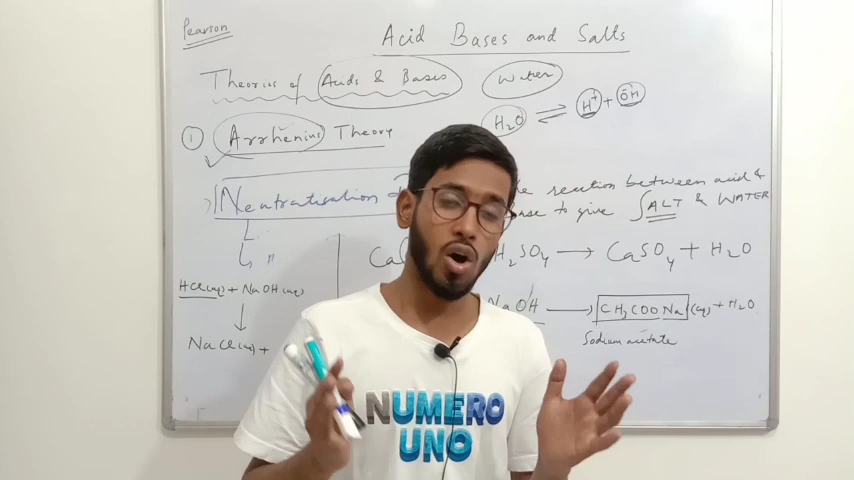 Pearson
Acid Bases and Salts
Theories of Acids & Bases
Water
H₂O ⇌ H⁺ + OH⁻
① Arrhenius Theory
Neutralisation
reaction between acid &
to give SALT & WATER
H₂SO₄ → CaSO₄ + H₂O
HCl(aq) + NaOH(aq)
NaOH → CH₃COONa (aq) + H₂O
Sodium acetate
NaCl(aq) +
NUMERO
UNO